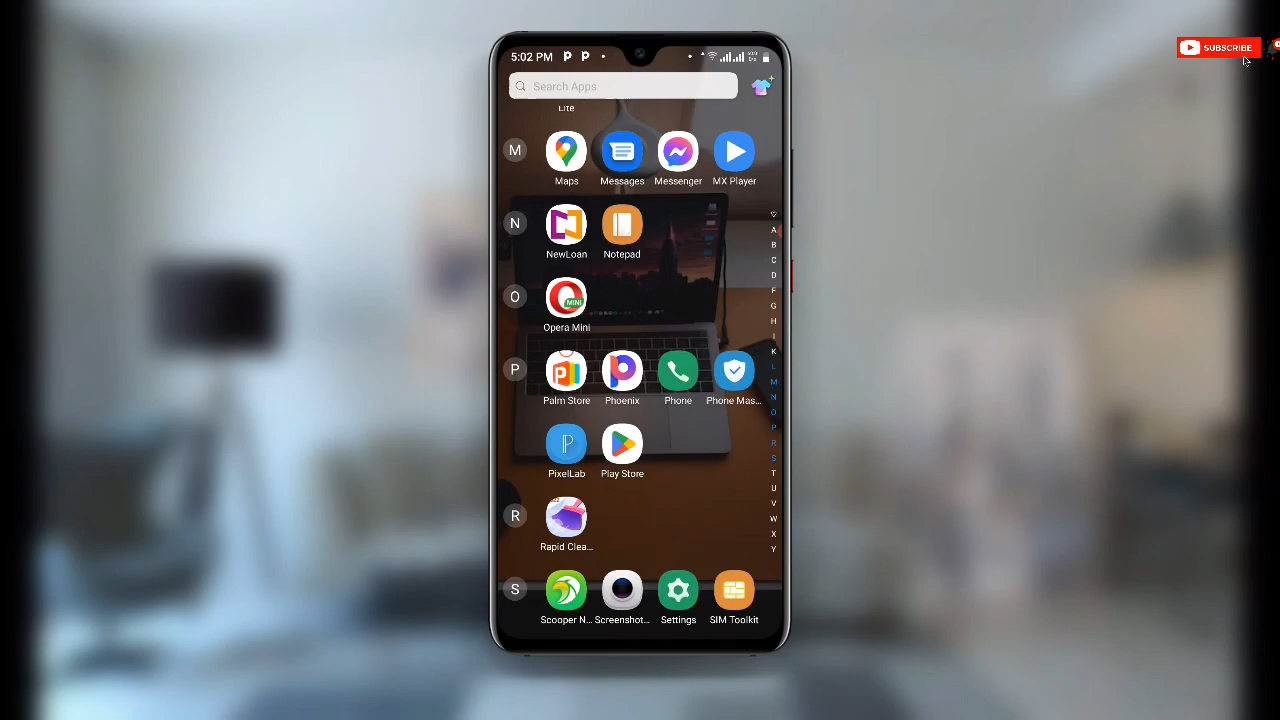 SUBSCRIBE
5:02 PM
Search Apps
Lite
M
Maps Messages Messenger MX Player
N
NewLoan Notepad
O
MINI
Opera Mini
P
Palm Store Phoenix Phone Phone Mas...
PixelLab Play Store
R
Rapid Clea...
S
Scooper N... Screenshot... Settings SIM Toolkit
A
B
C
D
F
G
H
I
K
L
M
N
O
P
R
S
T
U
V
W
X
Y